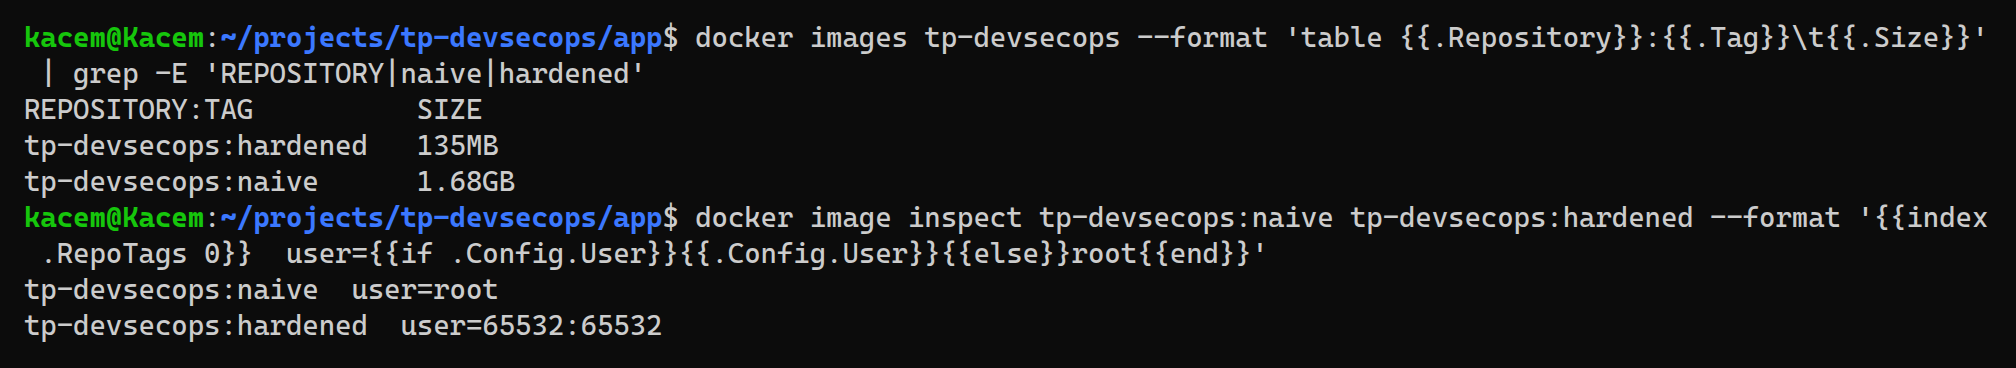 kacem@Kacem:~/projects/tp-devsecops/app$ docker images tp-devsecops --format 'table {{.Repository}}:{{.Tag}}\t{{.Size}}'
 | grep -E 'REPOSITORY|naive|hardened'
REPOSITORY:TAG          SIZE
tp-devsecops:hardened   135MB
tp-devsecops:naive      1.68GB
kacem@Kacem:~/projects/tp-devsecops/app$ docker image inspect tp-devsecops:naive tp-devsecops:hardened --format '{{index
 .RepoTags 0}}  user={{if .Config.User}}{{.Config.User}}{{else}}root{{end}}'
tp-devsecops:naive  user=root
tp-devsecops:hardened  user=65532:65532